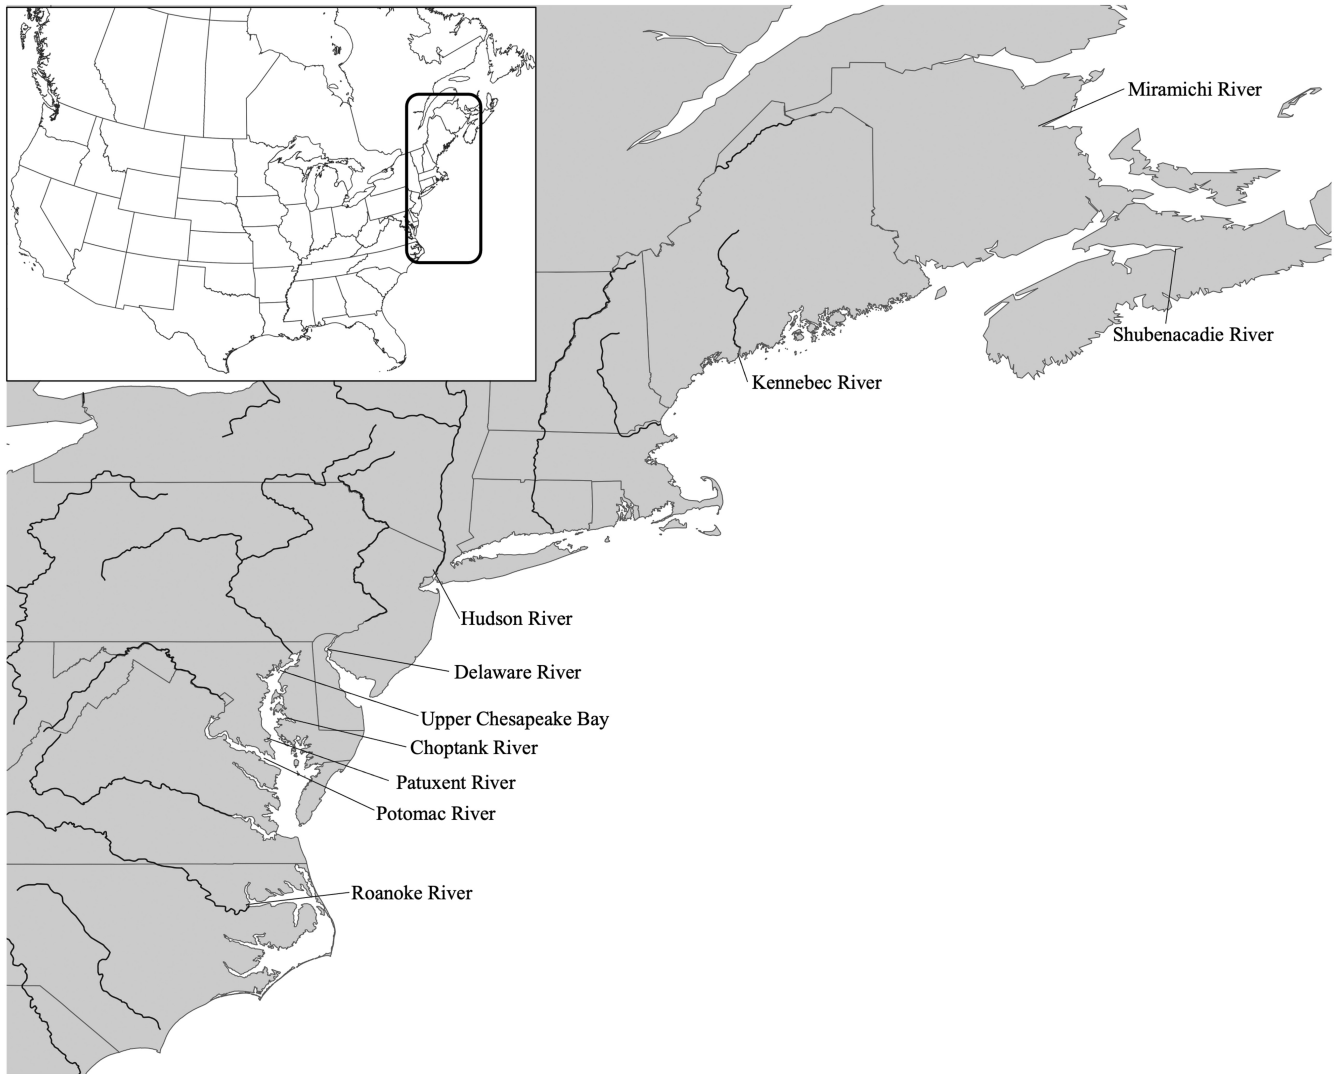 Miramichi River
Shubenacadie River
Kennebec River
Hudson River
Delaware River
Upper Chesapeake Bay
Choptank River
Patuxent River
Potomac River
Roanoke River